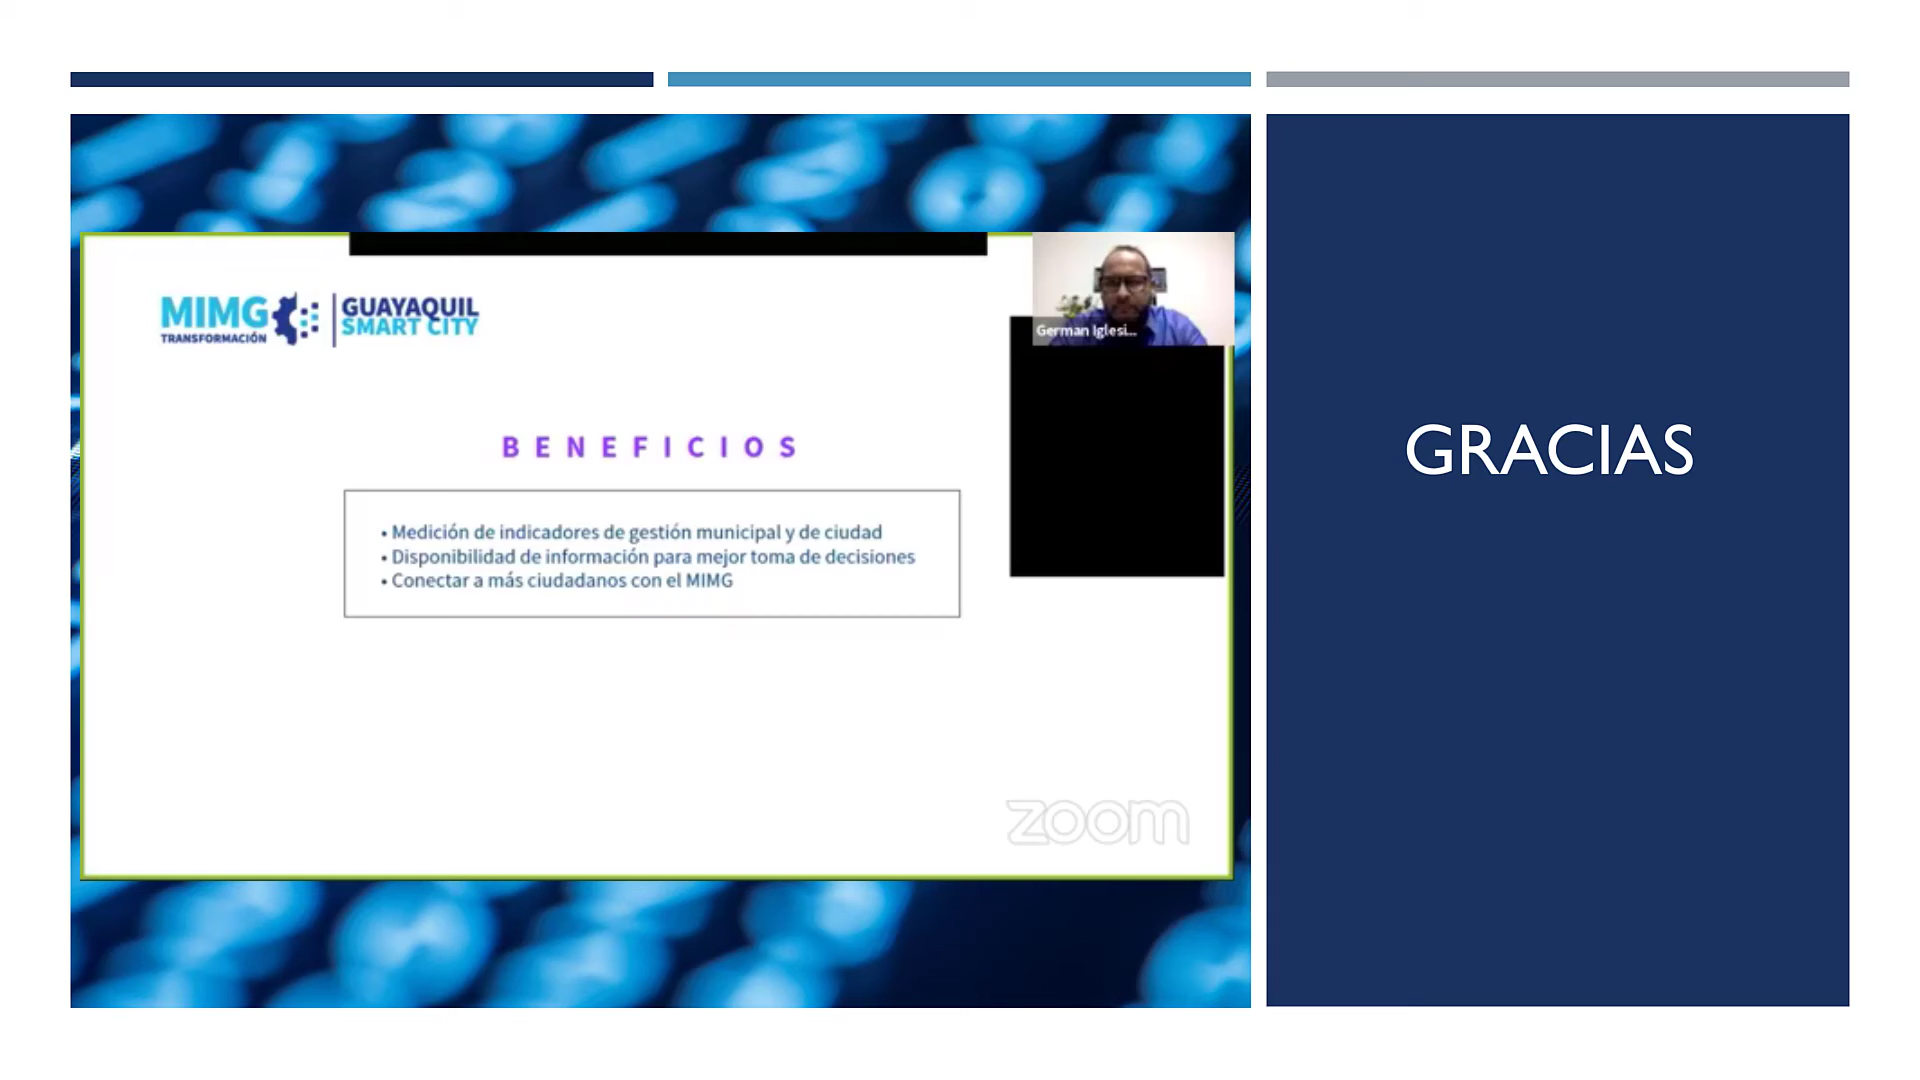 MIMG
TRANSFORMACIÓN
GUAYAQUIL
SMART CITY
German Iglesi...
BENEFICIOS
• Medición de indicadores de gestión municipal y de ciudad
• Disponibilidad de información para mejor toma de decisiones
• Conectar a más ciudadanos con el MIMG
zoom
GRACIAS